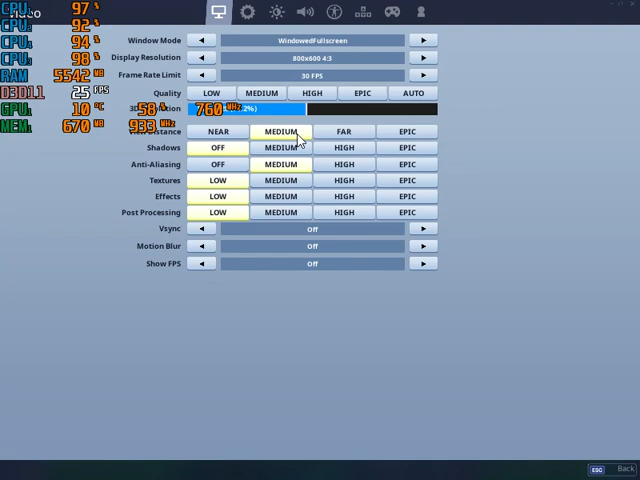 CPU 97 %
CPU 92 %
CPU 94 %
CPU 98 %
RAM 5542 MB
D3D11 25 FPS
GPU 10 °C 58 % 760 MHz
MEM 670 MB 933 MHz
Window Mode WindowedFullscreen
Display Resolution 800x600 4:3
Frame Rate Limit 30 FPS
Quality LOW MEDIUM HIGH EPIC AUTO
NEAR MEDIUM FAR EPIC
Shadows OFF MEDIUM HIGH EPIC
Anti-Aliasing OFF MEDIUM HIGH EPIC
Textures LOW MEDIUM HIGH EPIC
Effects LOW MEDIUM HIGH EPIC
Post Processing LOW MEDIUM HIGH EPIC
Vsync Off
Motion Blur Off
Show FPS Off
ESC Back